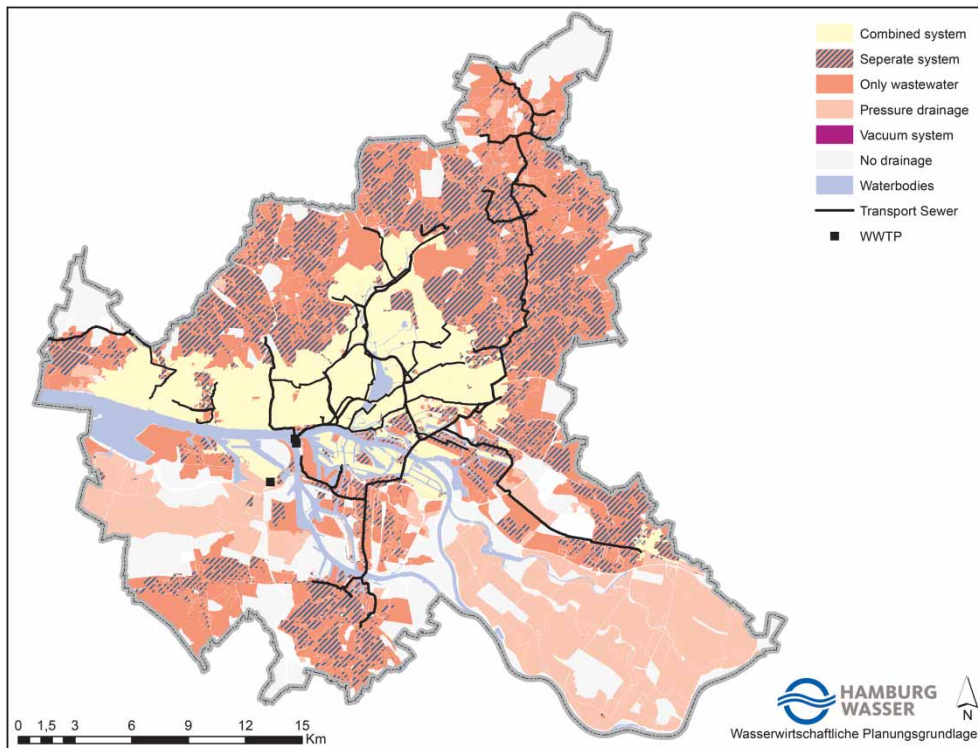 Combined system
Seperate system
Only wastewater
Pressure drainage
Vacuum system
No drainage
Waterbodies
Transport Sewer
WWTP
0 1,5 3 6 9 12 15
Km
HAMBURG
WASSER
N
Wasserwirtschaftliche Planungsgrundlagen